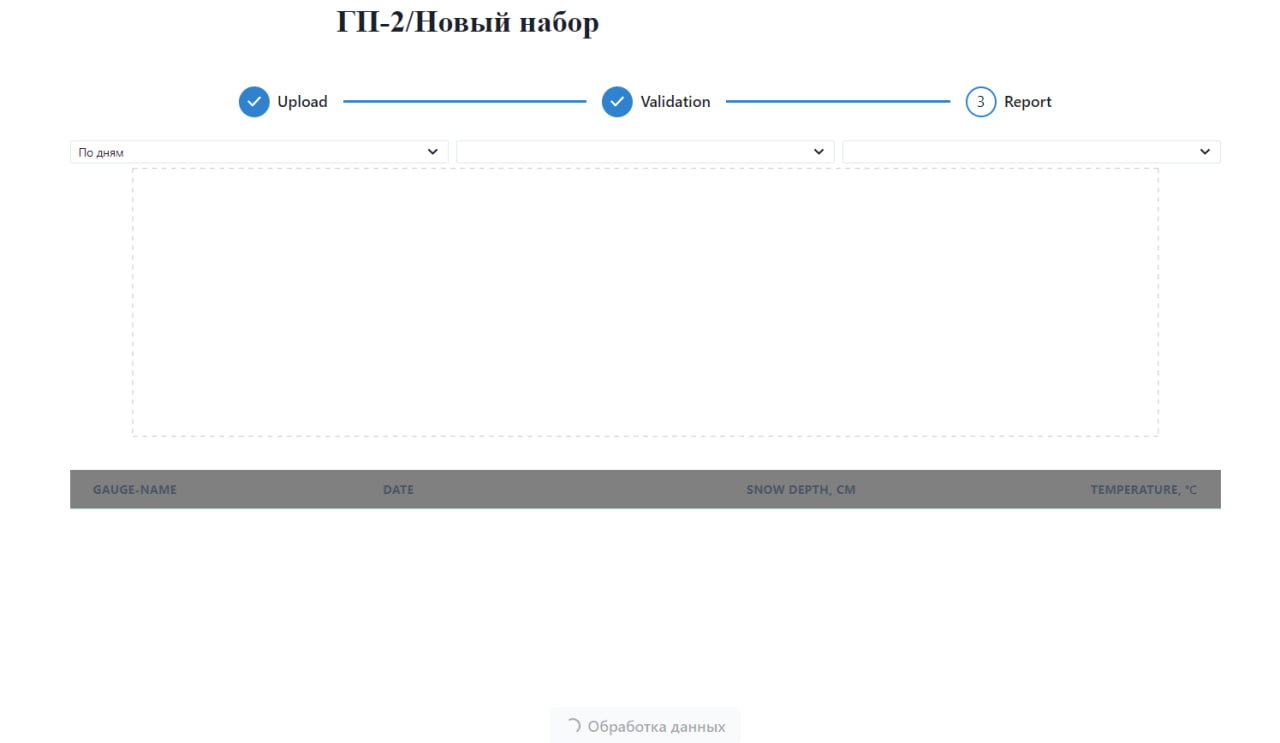 ГП-2/Новый набор
Upload Validation 3 Report
По дням
GAUGE-NAME DATE SNOW DEPTH, CM TEMPERATURE, °C
Обработка данных